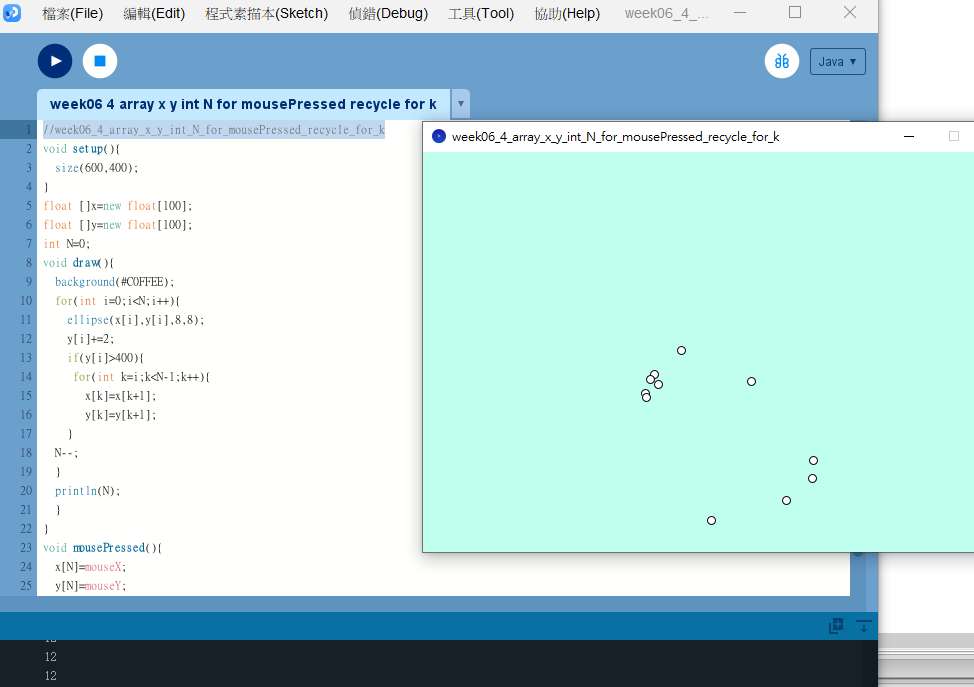 檔案(File) 編輯(Edit) 程式素描本(Sketch) 偵錯(Debug) 工具(Tool) 協助(Help) week06_4_...
Java ▼
week06 4 array x y int N for mousePressed recycle for k ▼
1 //week06_4_array_x_y_int_N_for_mousePressed_recycle_for_k
2 void setup(){
3 size(600,400);
4 }
5 float []x=new float[100];
6 float []y=new float[100];
7 int N=0;
8 void draw(){
9 background(#C0FFEE);
10 for(int i=0;i<N;i++){
11 ellipse(x[i],y[i],8,8);
12 y[i]+=2;
13 if(y[i]>400){
14 for(int k=i;k<N-1;k++){
15 x[k]=x[k+1];
16 y[k]=y[k+1];
17 }
18 N--;
19 }
20 println(N);
21 }
22 }
23 void mousePressed(){
24 x[N]=mouseX;
25 y[N]=mouseY;
week06_4_array_x_y_int_N_for_mousePressed_recycle_for_k
12
12